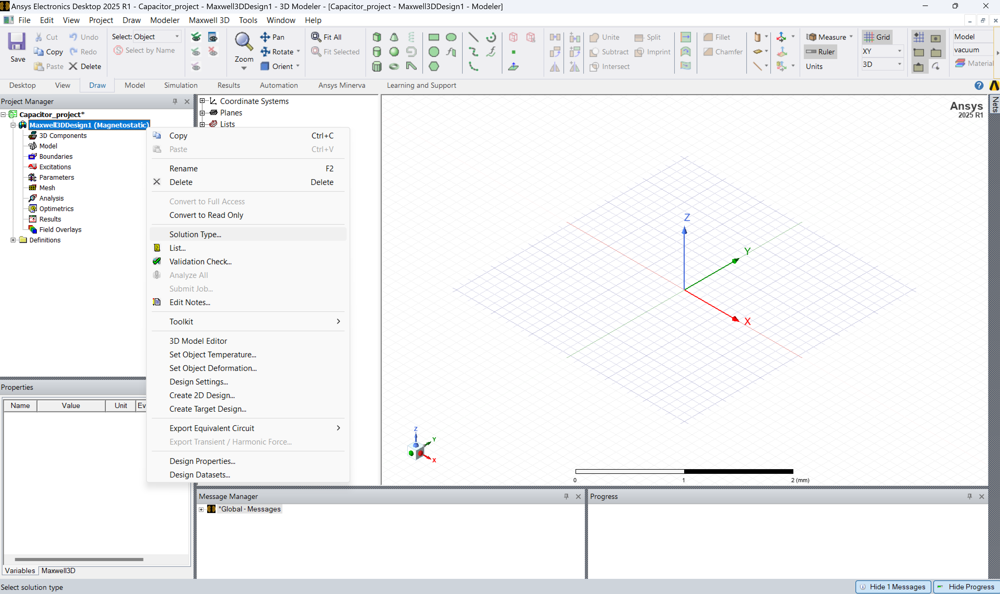 Ansys Electronics Desktop 2025 R1 - Capacitor_project - Maxwell3DDesign1 - 3D Modeler - [Capacitor_project - Maxwell3DDesign1 - Modeler]
File Edit View Project Draw Modeler Maxwell 3D Tools Window Help
Save
Cut
Copy
Paste
Undo
Redo
Delete
Select: Object
Select by Name
Zoom
Pan
Rotate
Orient
Fit All
Fit Selected
Unite
Subtract
Intersect
Split
Imprint
Fillet
Chamfer
Measure
Ruler
Units
Grid
XY
3D
Model
vacuum
Material
Desktop View Draw Model Simulation Results Automation Ansys Minerva Learning and Support
Project Manager
Capacitor_project*
Maxwell3DDesign1 (Magnetostatic)
3D Components
Model
Boundaries
Excitations
Parameters
Mesh
Analysis
Optimetrics
Results
Field Overlays
Definitions
Coordinate Systems
Planes
Lists
Copy Ctrl+C
Paste Ctrl+V
Rename F2
Delete Delete
Convert to Full Access
Convert to Read Only
Solution Type...
List...
Validation Check...
Analyze All
Submit Job...
Edit Notes...
Toolkit
3D Model Editor
Set Object Temperature...
Set Object Deformation...
Design Settings...
Create 2D Design...
Create Target Design...
Export Equivalent Circuit
Export Transient / Harmonic Force...
Design Properties...
Design Datasets...
Ansys
2025 R1
Nets
Z
Y
X
Z
Y
X
0 1 2 (mm)
Properties
Name Value Unit Ev
Variables Maxwell3D
Message Manager
*Global - Messages
Progress
Select solution type
Hide 1 Messages
Hide Progress